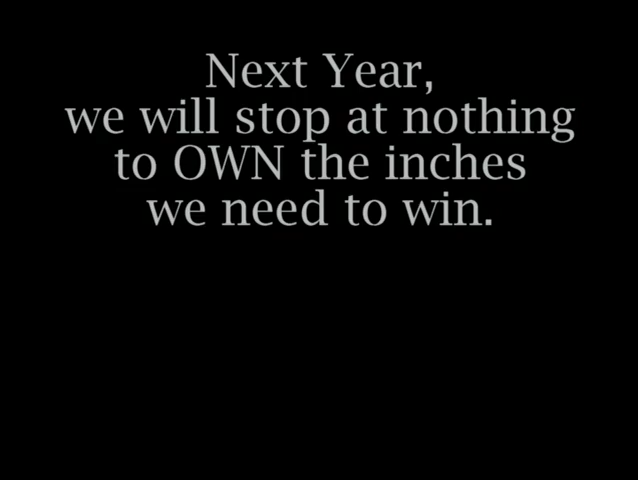 Next Year,
we will stop at nothing
to OWN the inches
we need to win.